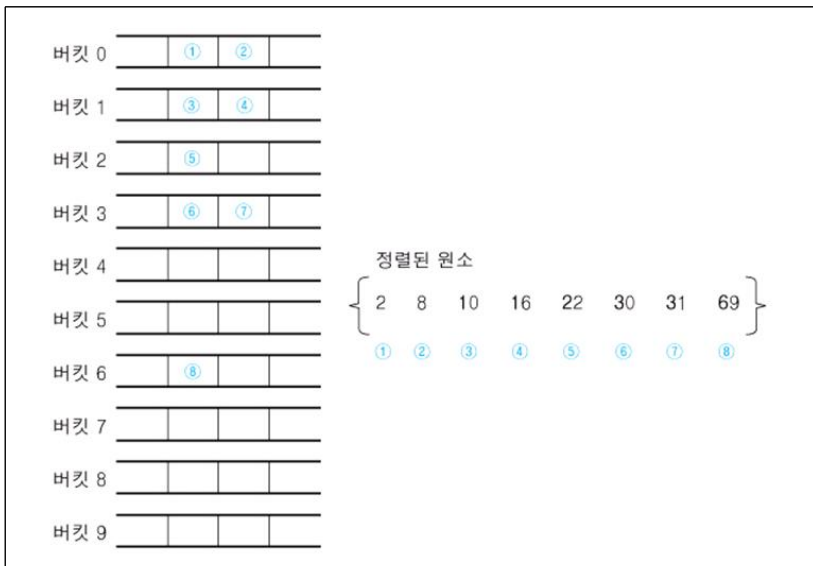 버킷 0 ① ②
버킷 1 ③ ④
버킷 2 ⑤
버킷 3 ⑥ ⑦
버킷 4
버킷 5
버킷 6 ⑧
버킷 7
버킷 8
버킷 9
정렬된 원소
{ 2 8 10 16 22 30 31 69 }
① ② ③ ④ ⑤ ⑥ ⑦ ⑧